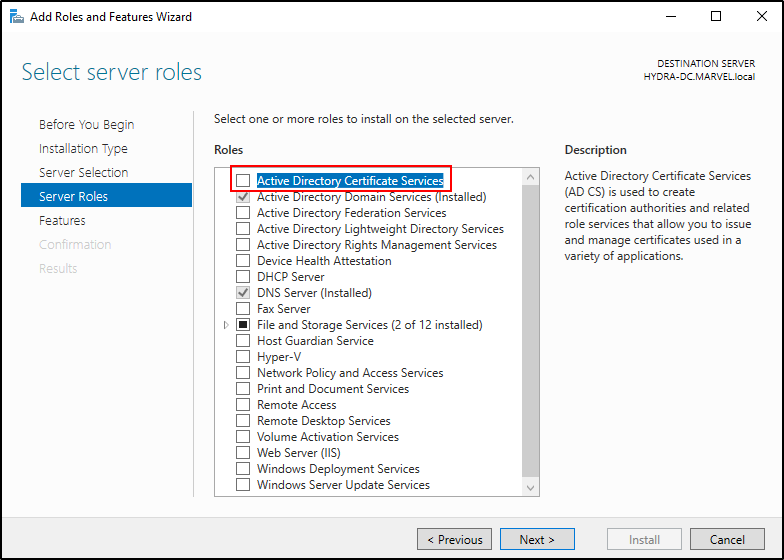 Add Roles and Features Wizard
Select server roles
DESTINATION SERVER
HYDRA-DC.MARVEL.local
Before You Begin
Installation Type
Server Selection
Server Roles
Features
Confirmation
Results
Select one or more roles to install on the selected server.
Roles
Active Directory Certificate Services
Active Directory Domain Services (Installed)
Active Directory Federation Services
Active Directory Lightweight Directory Services
Active Directory Rights Management Services
Device Health Attestation
DHCP Server
DNS Server (Installed)
Fax Server
File and Storage Services (2 of 12 installed)
Host Guardian Service
Hyper-V
Network Policy and Access Services
Print and Document Services
Remote Access
Remote Desktop Services
Volume Activation Services
Web Server (IIS)
Windows Deployment Services
Windows Server Update Services
Description
Active Directory Certificate Services
(AD CS) is used to create
certification authorities and related
role services that allow you to issue
and manage certificates used in a
variety of applications.
< Previous
Next >
Install
Cancel